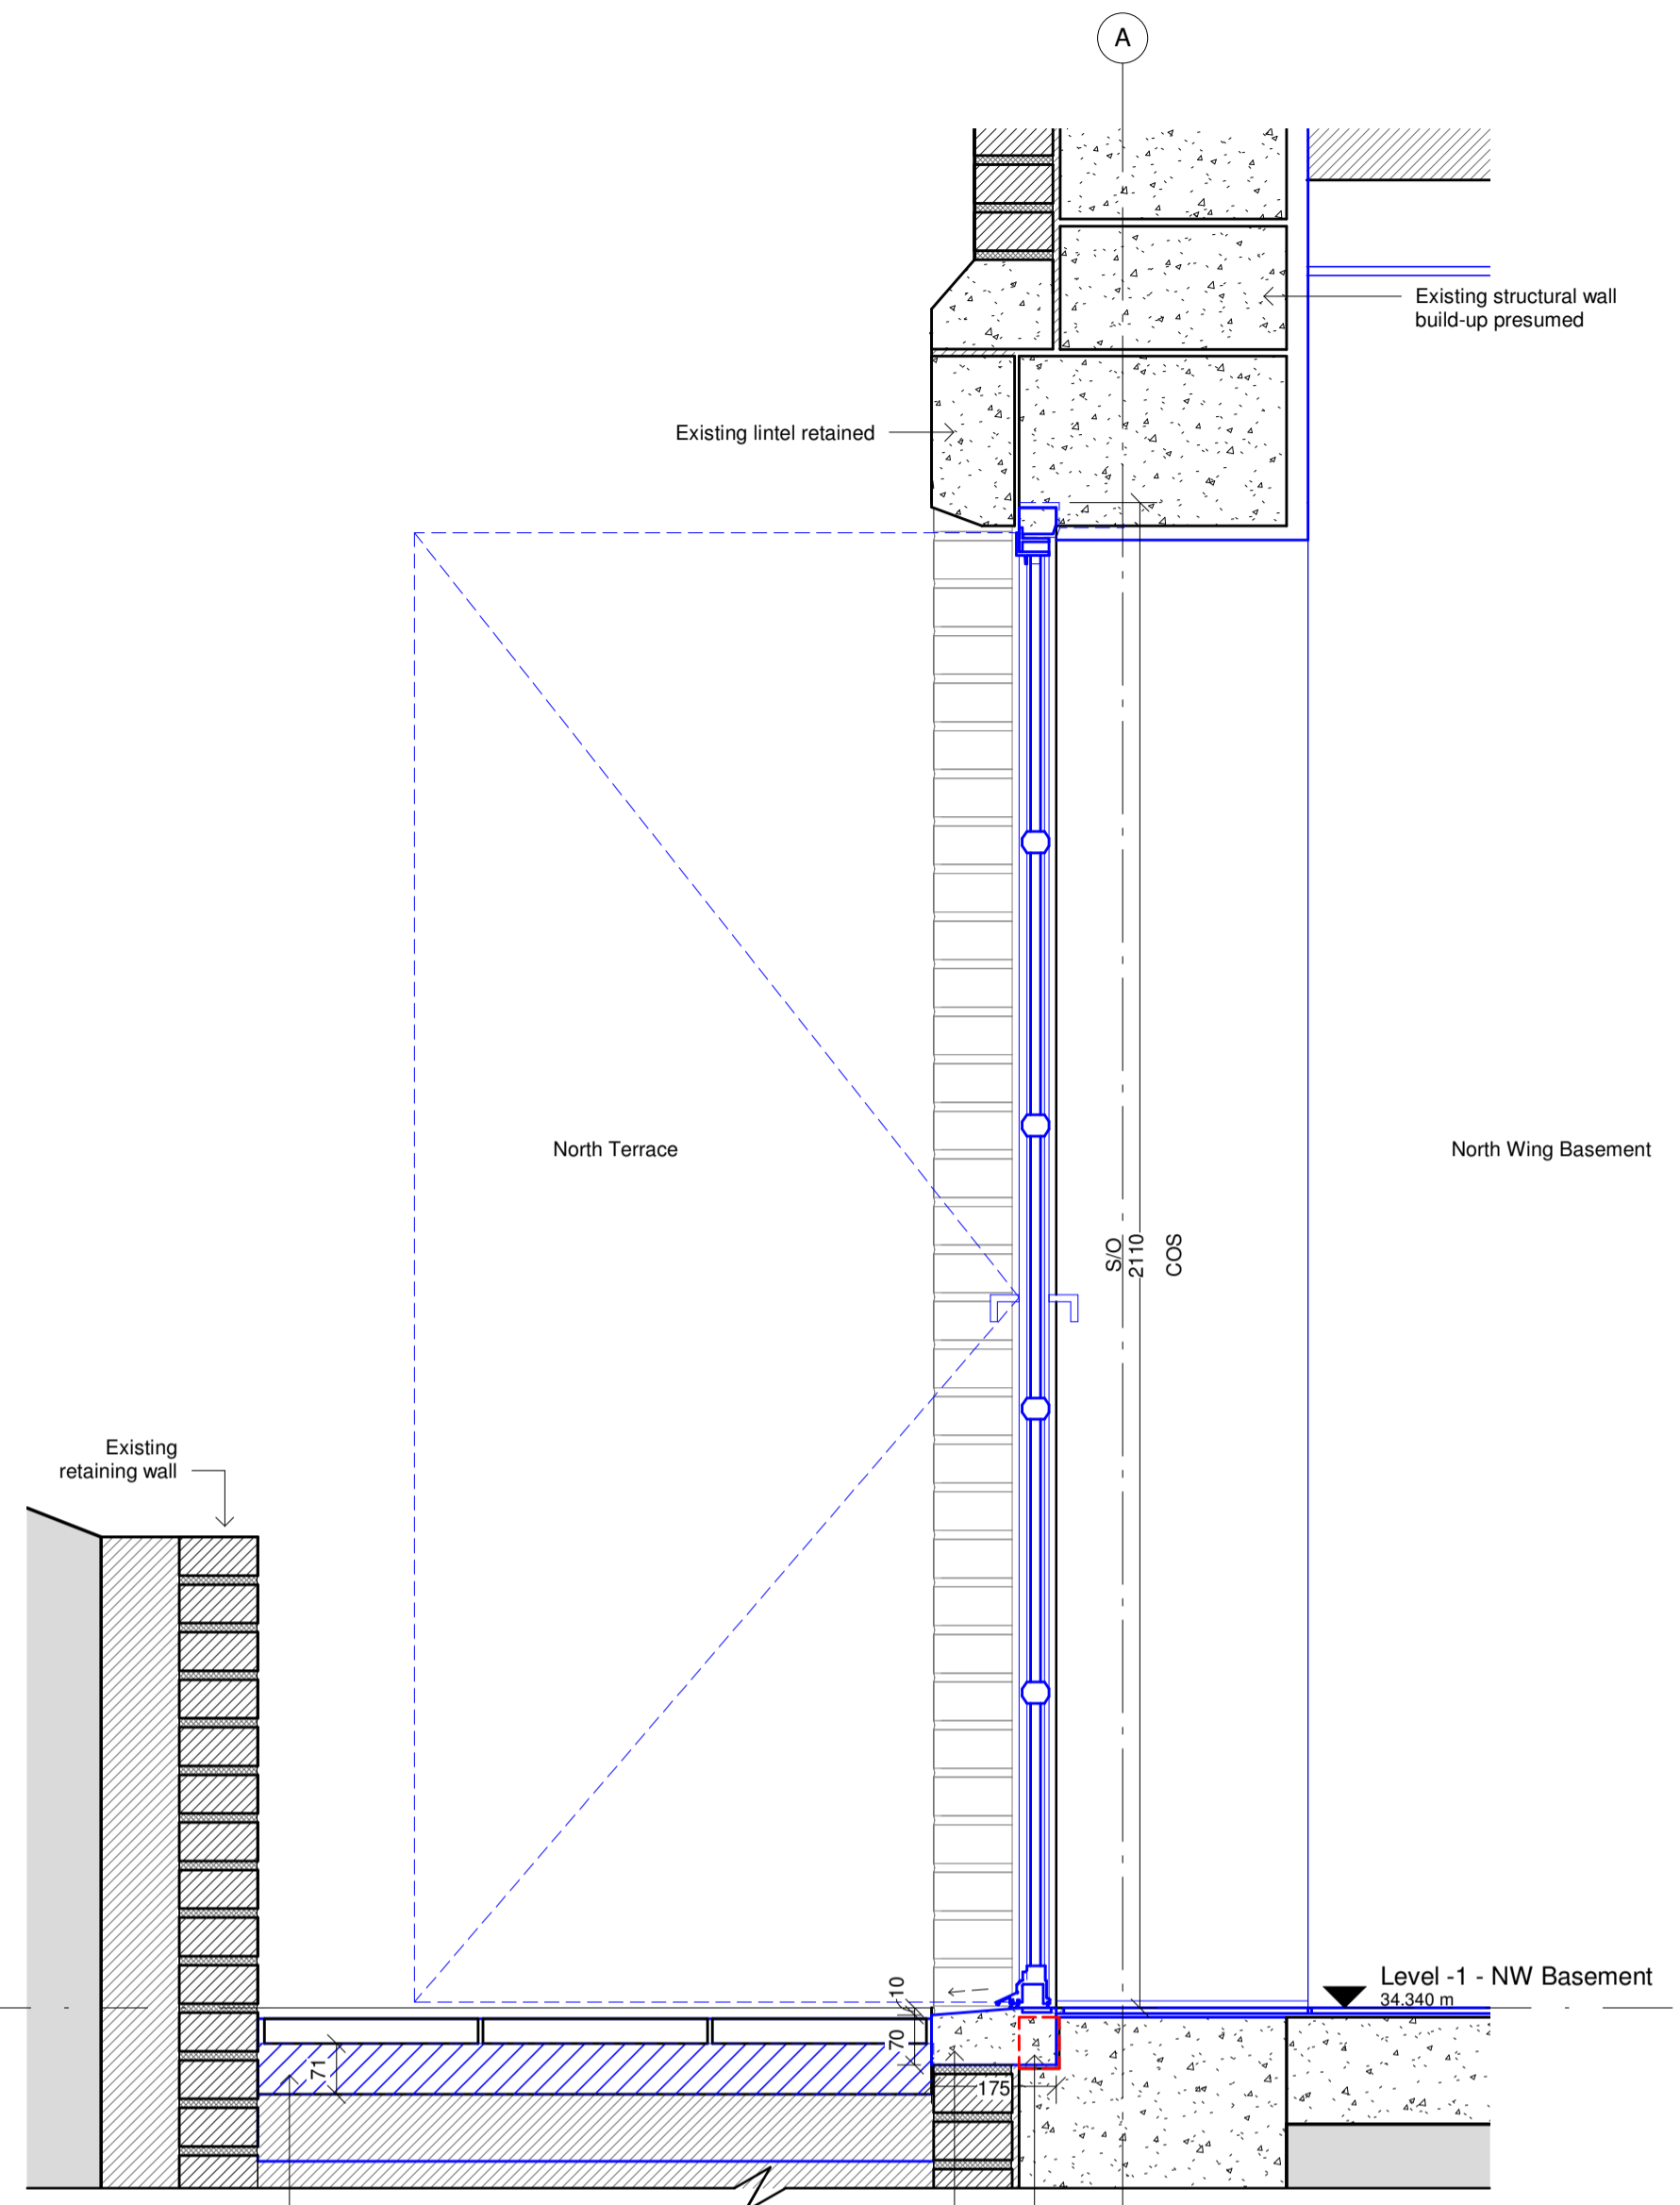 A
Existing structural wall
build-up presumed
Existing lintel retained
North Terrace
North Wing Basement
S/O
2110
COS
Existing
retaining wall
Level -1 - NW Basement
34.340 m
10
70
71
175